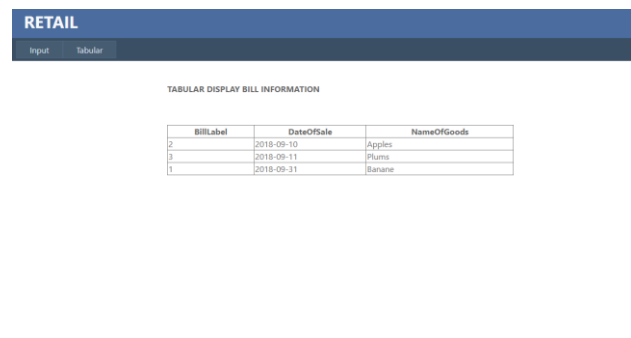 RETAIL
Input Tabular
TABULAR DISPLAY BILL INFORMATION
BillLabel DateOfSale NameOfGoods
2 2018-09-10 Apples
3 2018-09-11 Plums
1 2018-09-31 Banane